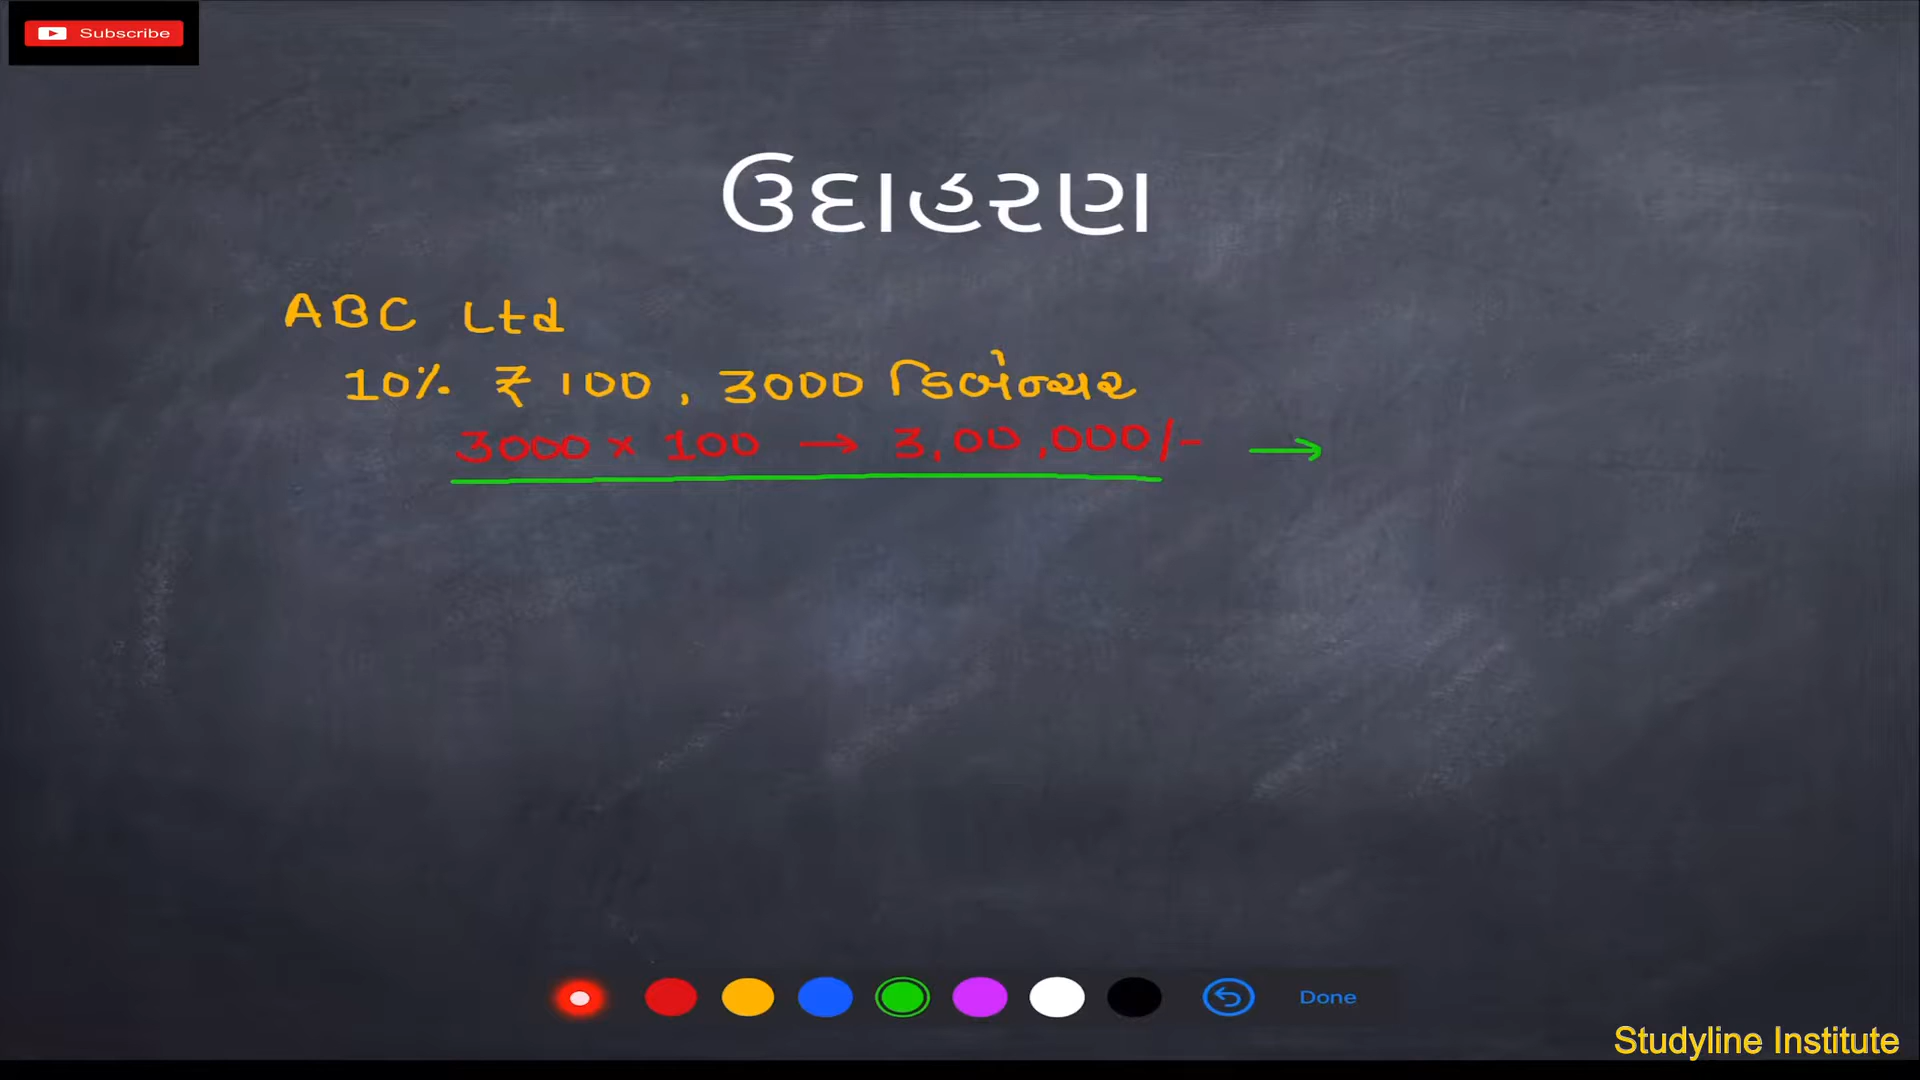 Subscribe
ઉદાહરણ
ABC Ltd
10% ₹ 100, 3000 ડિબેન્ચર
3000 × 100 → 3,00,000/- →
Done
Studyline Institute